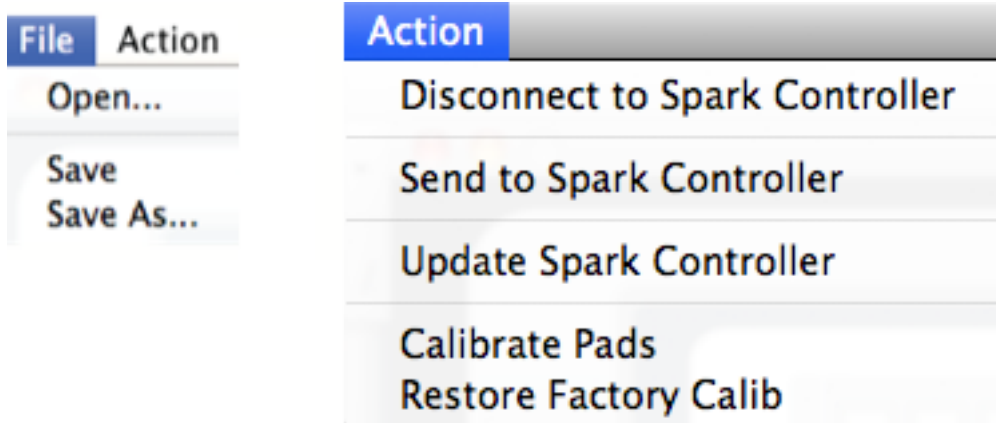 File Action
Open...
Save
Save As...
Action
Disconnect to Spark Controller
Send to Spark Controller
Update Spark Controller
Calibrate Pads
Restore Factory Calib